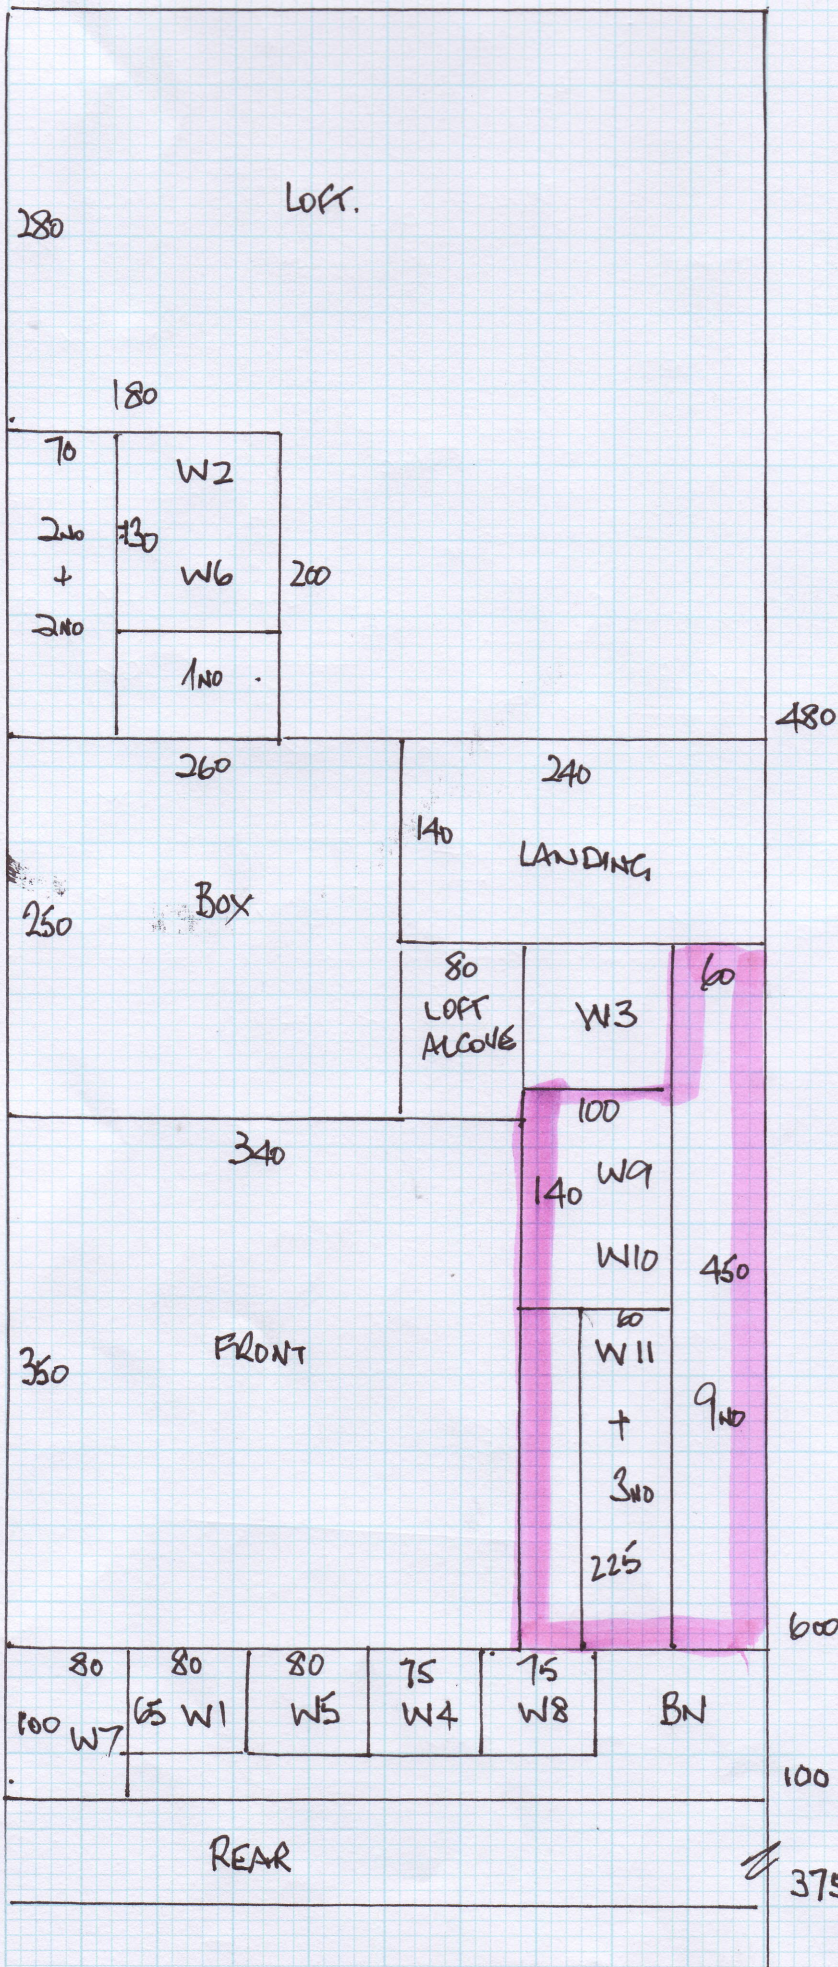 LOFT.
280
180
70
W2
2NO
130
+
W6
200
2NO
1NO
480
260
240
140
LANDING
BOX
250
80
60
LOFT
W3
ALCOVE
100
340
140
W9
W10
450
60
FRONT
W11
350
+
9NO
3NO
225
600
80
80
80
75
75
100
W7
65
W1
W5
W4
W8
BN
100
REAR
375